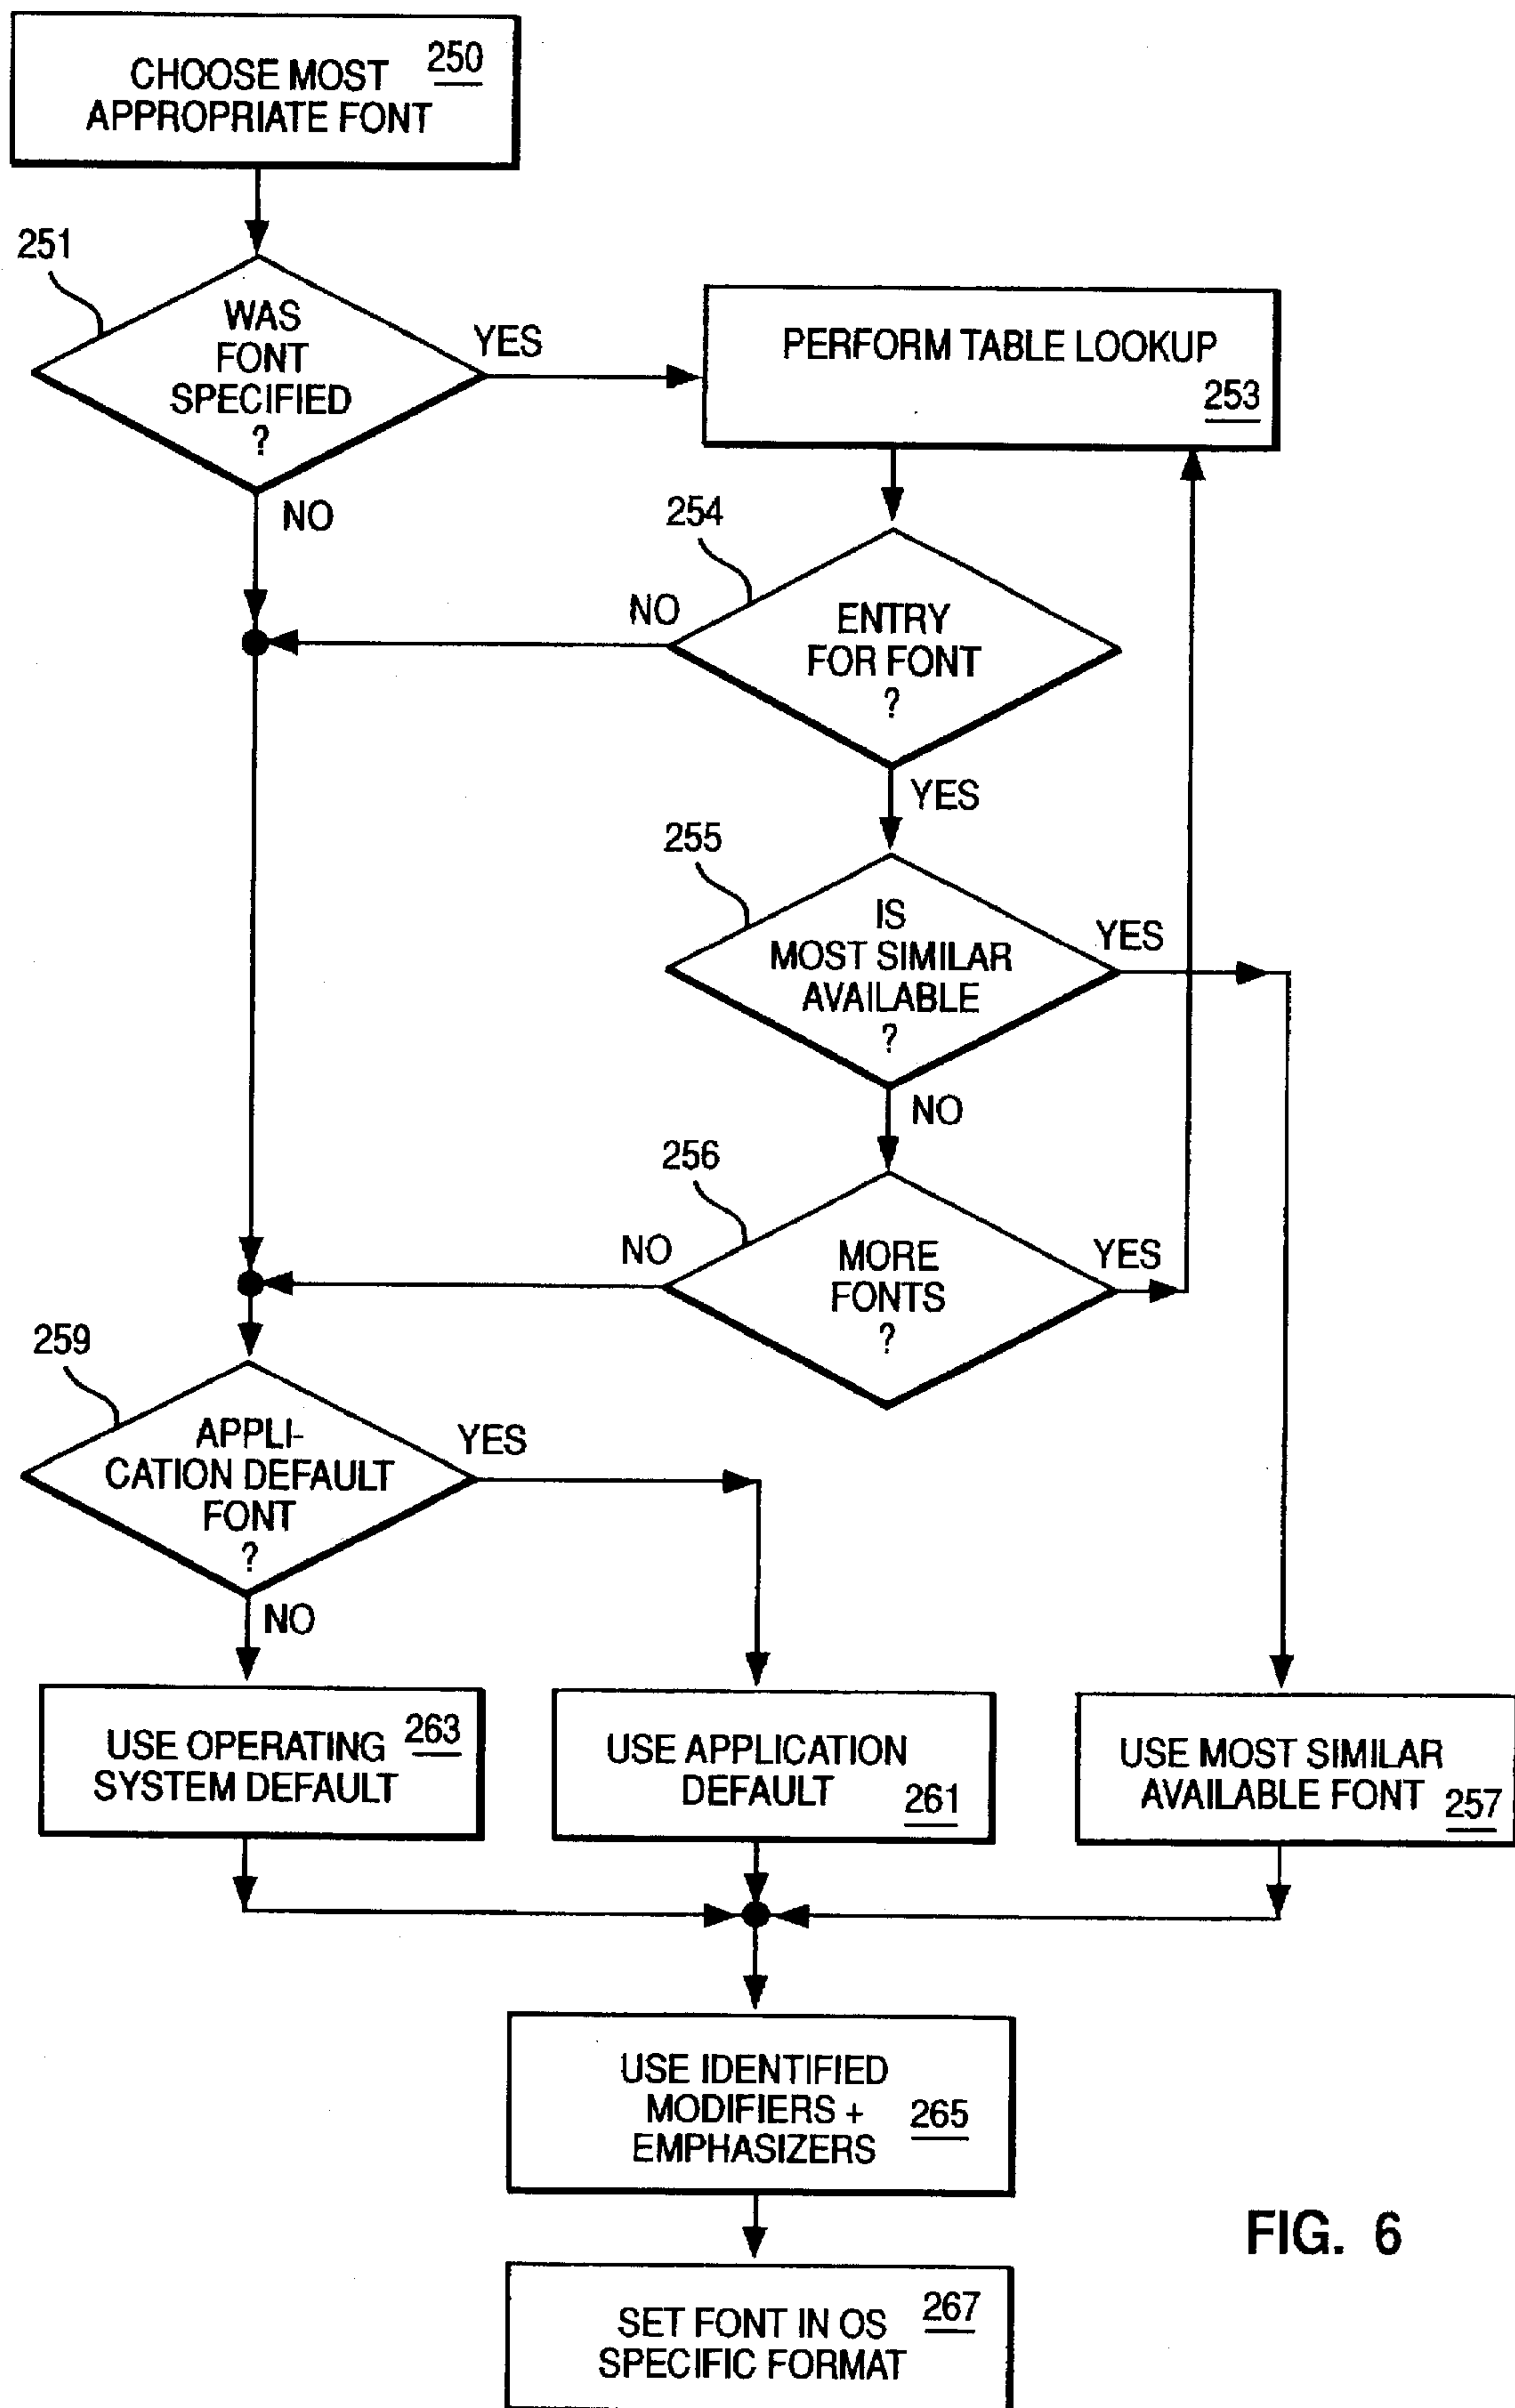 CHOOSE MOST 250
APPROPRIATE FONT
251
WAS
FONT
SPECIFIED
?
YES
NO
PERFORM TABLE LOOKUP
253
254
NO
ENTRY
FOR FONT
?
YES
255
IS
MOST SIMILAR
AVAILABLE
?
YES
NO
256
NO
MORE
FONTS
?
YES
259
APPLI-
CATION DEFAULT
FONT
?
YES
NO
USE OPERATING 263
SYSTEM DEFAULT
USE APPLICATION
DEFAULT 261
USE MOST SIMILAR
AVAILABLE FONT 257
USE IDENTIFIED
MODIFIERS + 265
EMPHASIZERS
FIG. 6
SET FONT IN OS 267
SPECIFIC FORMAT